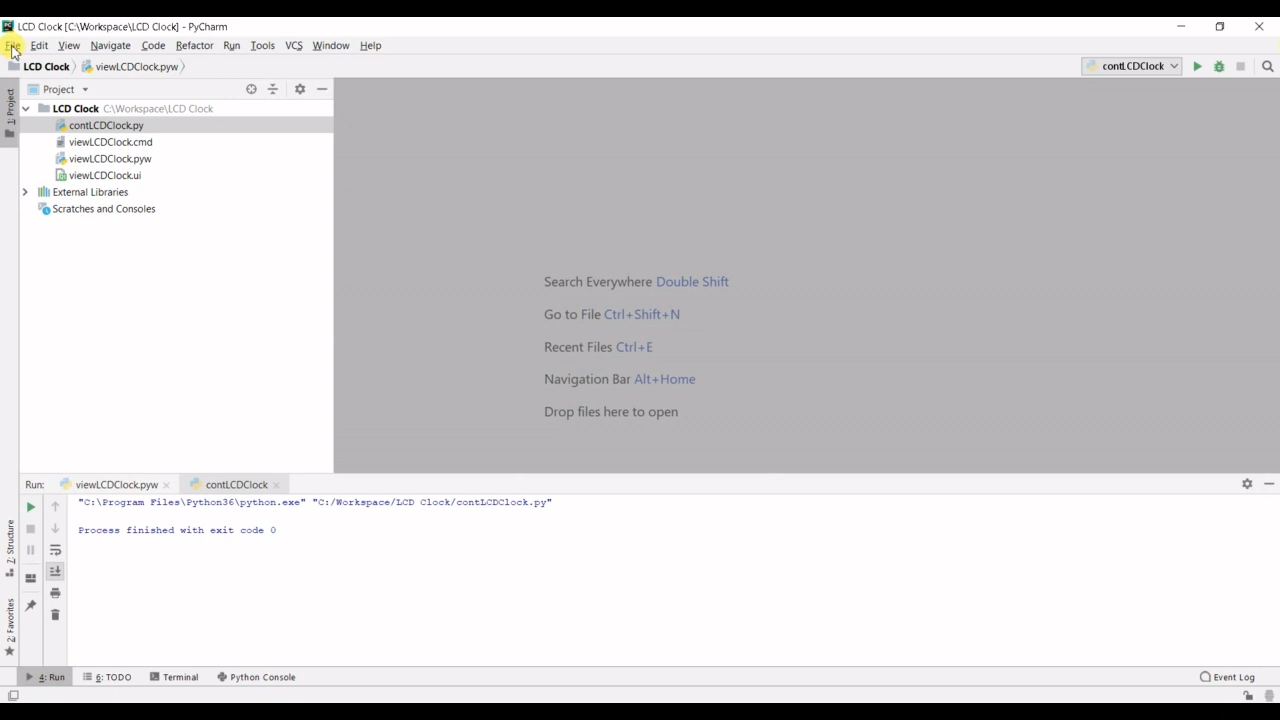 LCD Clock [C:\Workspace\LCD Clock] - PyCharm
File Edit View Navigate Code Refactor Run Tools VCS Window Help
LCD Clock viewLCDClock.pyw contLCDClock
1: Project
Project
LCD Clock C:\Workspace\LCD Clock
contLCDClock.py
viewLCDClock.cmd
viewLCDClock.pyw
viewLCDClock.ui
External Libraries
Scratches and Consoles
Search Everywhere Double Shift
Go to File Ctrl+Shift+N
Recent Files Ctrl+E
Navigation Bar Alt+Home
Drop files here to open
Run: viewLCDClock.pyw contLCDClock
"C:\Program Files\Python36\python.exe" "C:/Workspace/LCD Clock/contLCDClock.py"
Process finished with exit code 0
7: Structure
2: Favorites
4: Run 6: TODO Terminal Python Console Event Log